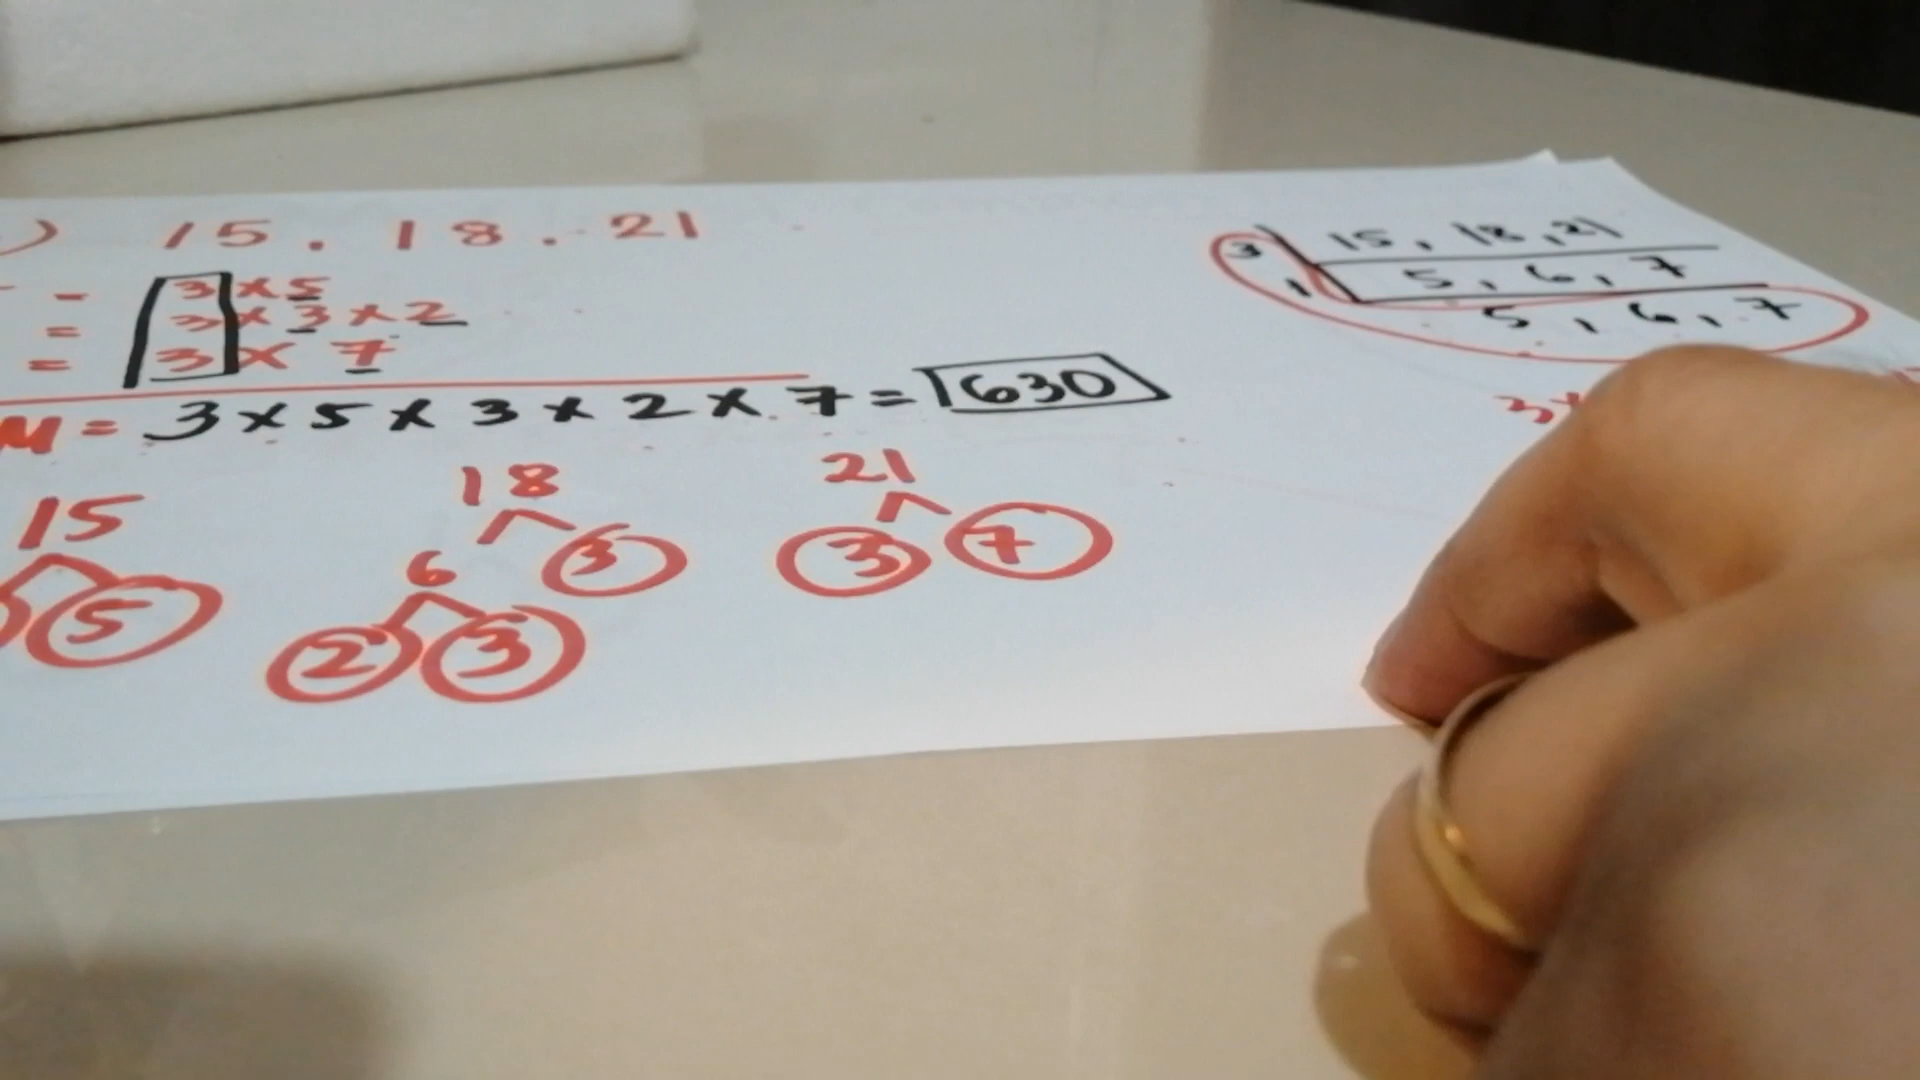 ) 15, 18, 21
= 3 x 5
= 3 x 3 x 2
= 3 x 7
M = 3 x 5 x 3 x 2 x 7 = 630
15
5
18
6 3
2 3
21
3 7
3 15, 18, 21
1 5, 6, 7
5, 6, 7
3x